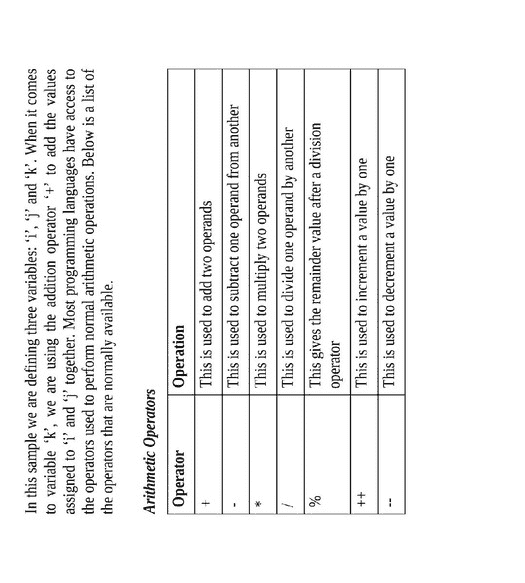 In this sample we are defining three variables: ‘i’, ‘j’ and ‘k’. When it comes
to variable ‘k’, we are using the addition operator ‘+’ to add the values
assigned to ‘i’ and ‘j’ together. Most programming languages have access to
the operators used to perform normal arithmetic operations. Below is a list of
the operators that are normally available.
Arithmetic Operators
Operator Operation
+ This is used to add two operands
- This is used to subtract one operand from another
* This is used to multiply two operands
/ This is used to divide one operand by another
% This gives the remainder value after a division
operator
++ This is used to increment a value by one
-- This is used to decrement a value by one